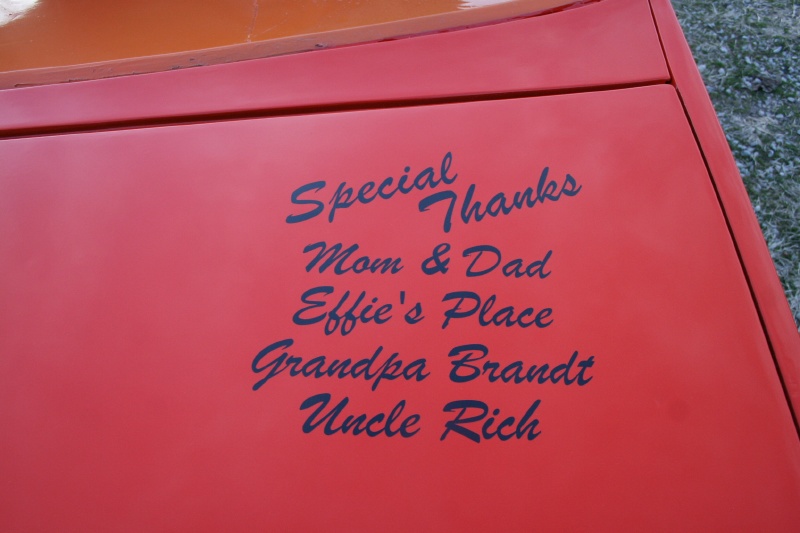 Special
Thanks
Mom & Dad
Effie's Place
Grandpa Brandt
Uncle Rich